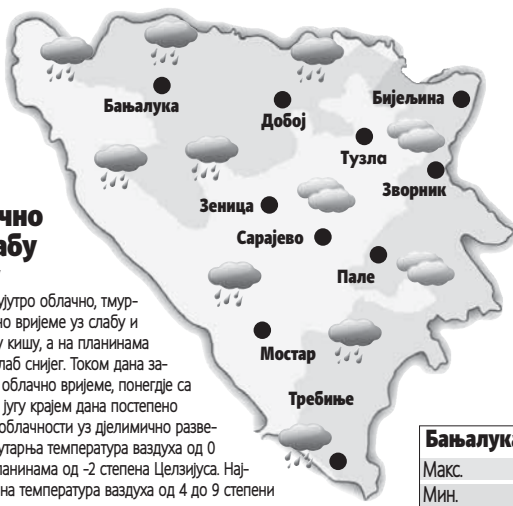 Бањалука
Добој
Бијељина
Тузла
Зворник
Зеница
Сарајево
Пале
Мостар
Требиње
чно
абу
ујутро облачно, тмур-
но вријеме уз слабу и
у кишу, а на планинама
лаб снијег. Током дана за-
облачно вријеме, понегдје са
југу крајем дана постепено
облачности уз дјелимично разве-
утарња температура ваздуха од 0
ланинама од -2 степена Целзијуса. Нај-
на температура ваздуха од 4 до 9 степени
Бањалука
Макс.
Мин.